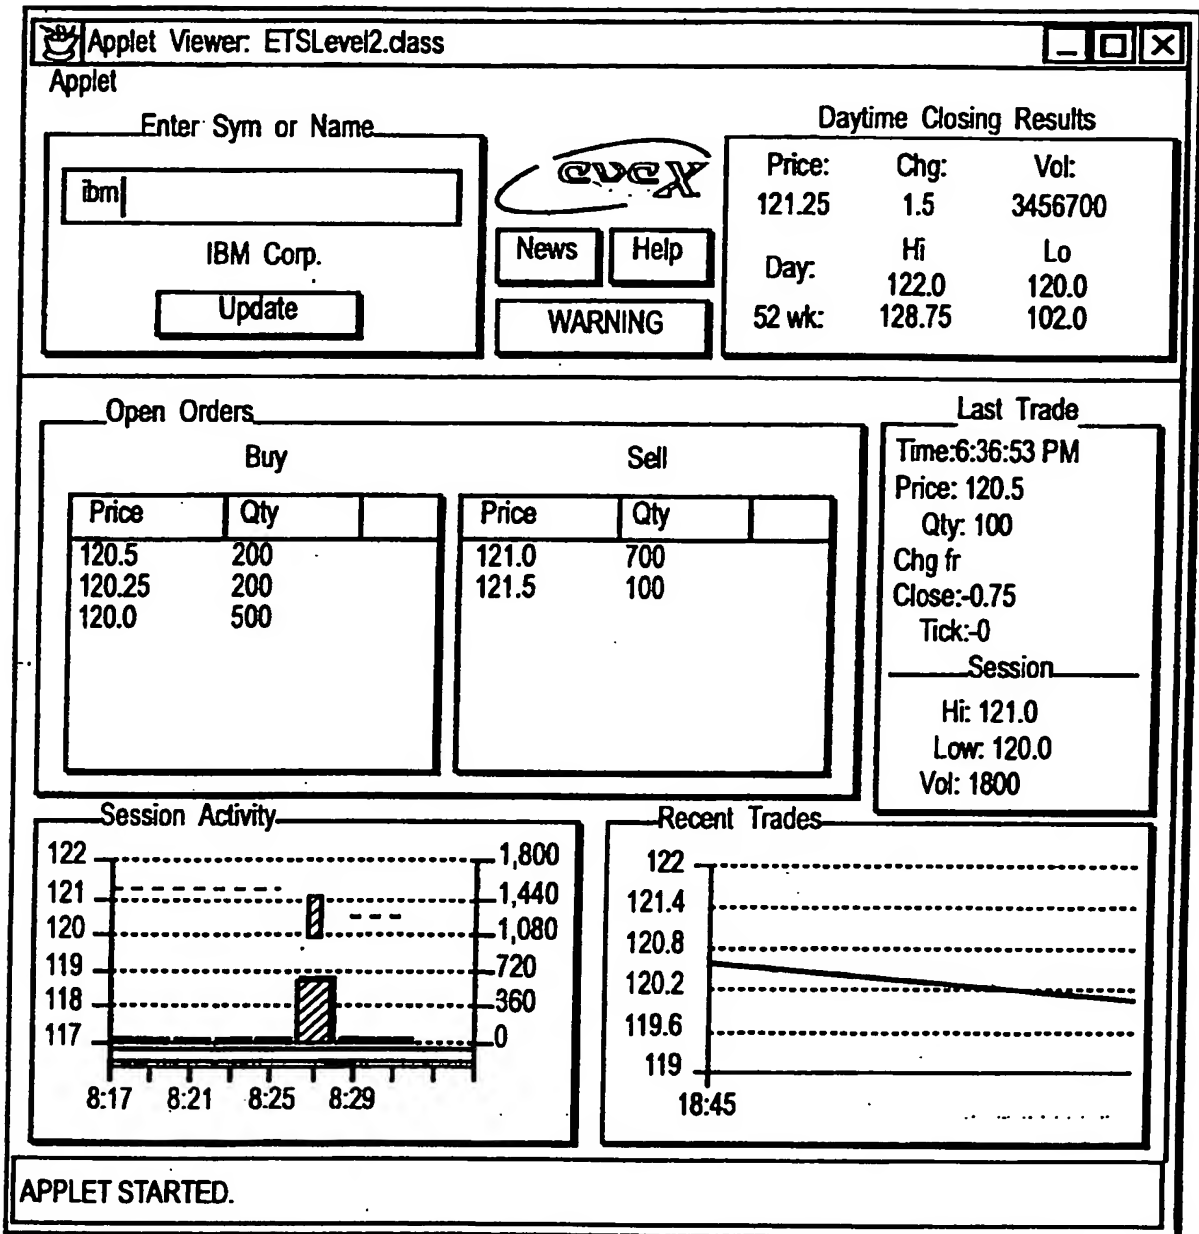 Applet Viewer: ETSLevel2.class
Applet
Enter Sym or Name
ibm
IBM Corp.
Update
News Help
WARNING
Daytime Closing Results
Price: Chg: Vol:
121.25 1.5 3456700
Hi Lo
Day: 122.0 120.0
52 wk: 128.75 102.0
Open Orders
Buy
Price Qty
120.5 200
120.25 200
120.0 500
Sell
Price Qty
121.0 700
121.5 100
Last Trade
Time:6:36:53 PM
Price: 120.5
Qty: 100
Chg fr
Close:-0.75
Tick:-0
Session
Hi: 121.0
Low: 120.0
Vol: 1800
Session Activity
122 1,800
121 1,440
120 1,080
119 720
118 360
117 0
8:17 8:21 8:25 8:29
Recent Trades
122
121.4
120.8
120.2
119.6
119
18:45
APPLET STARTED.